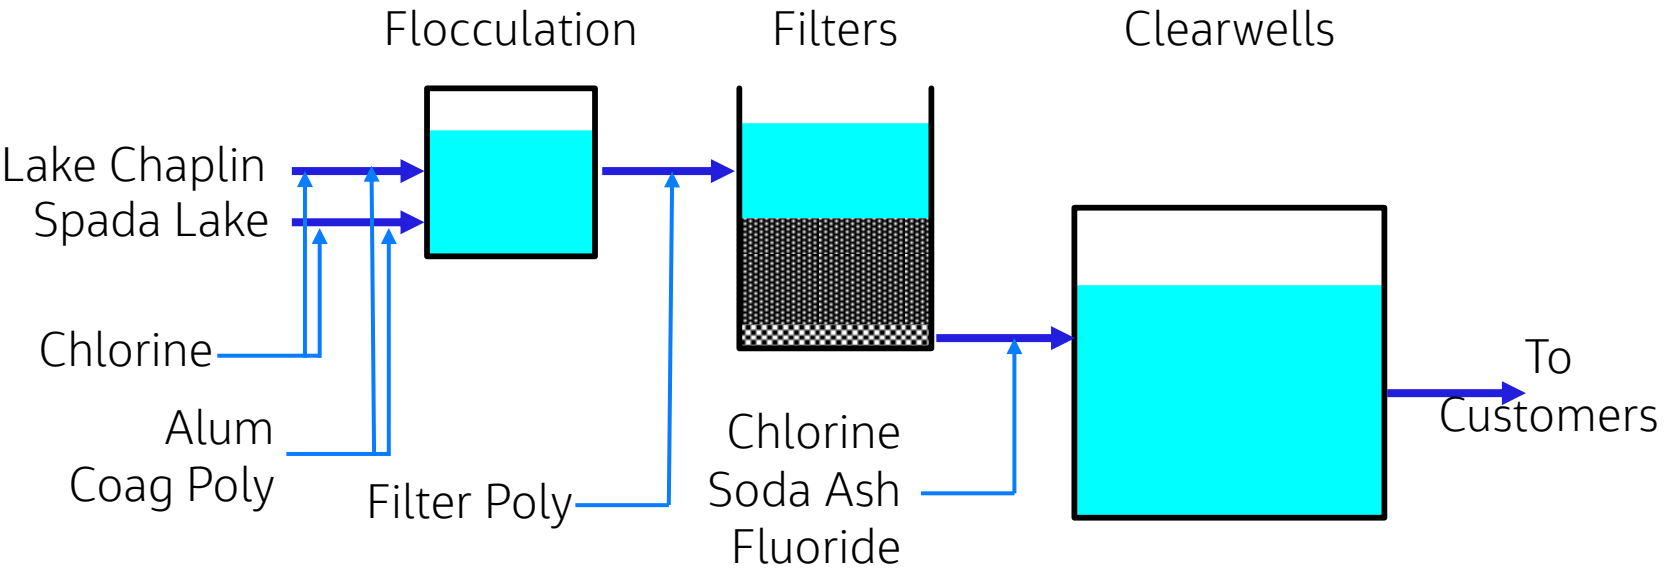 Flocculation
Filters
Clearwells
Lake Chaplin
Spada Lake
Chlorine
Alum
Coag Poly
Filter Poly
Chlorine
Soda Ash
Fluoride
To
Customers